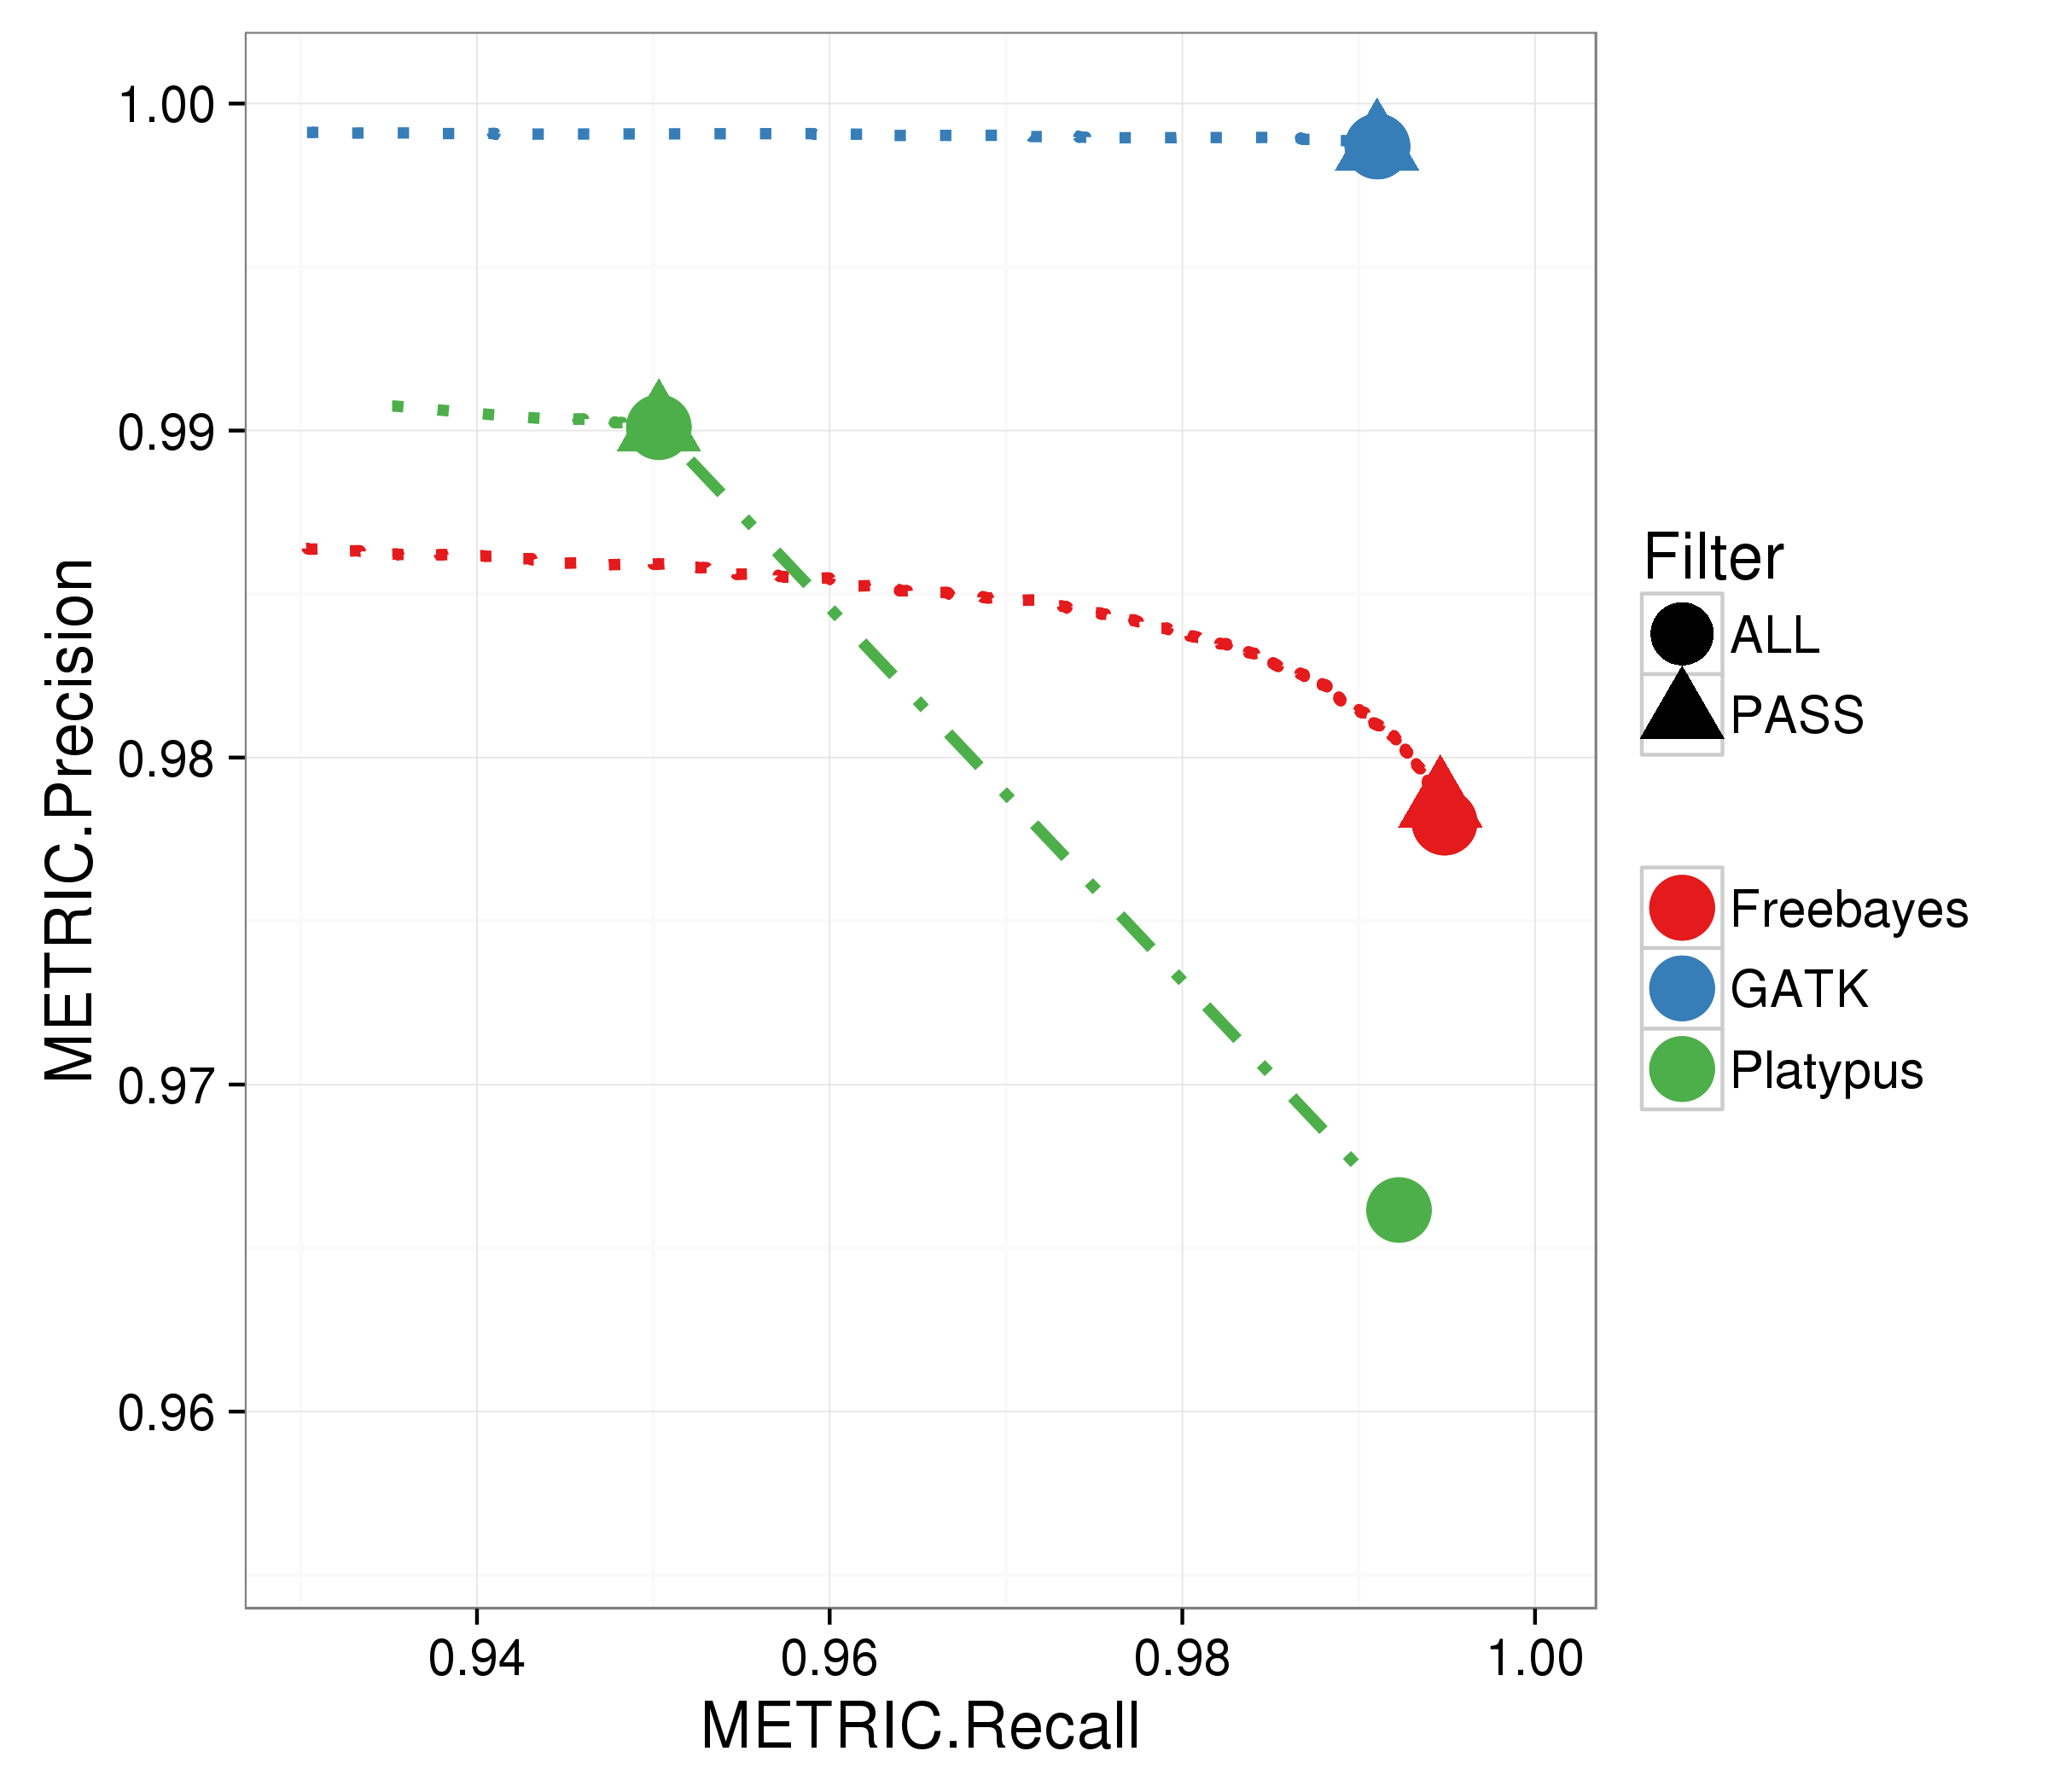 METRIC.Precision
1.00
0.99
0.98
0.97
0.96
0.94
0.96
0.98
1.00
METRIC.Recall
Filter
ALL
PASS
Freebayes
GATK
Platypus